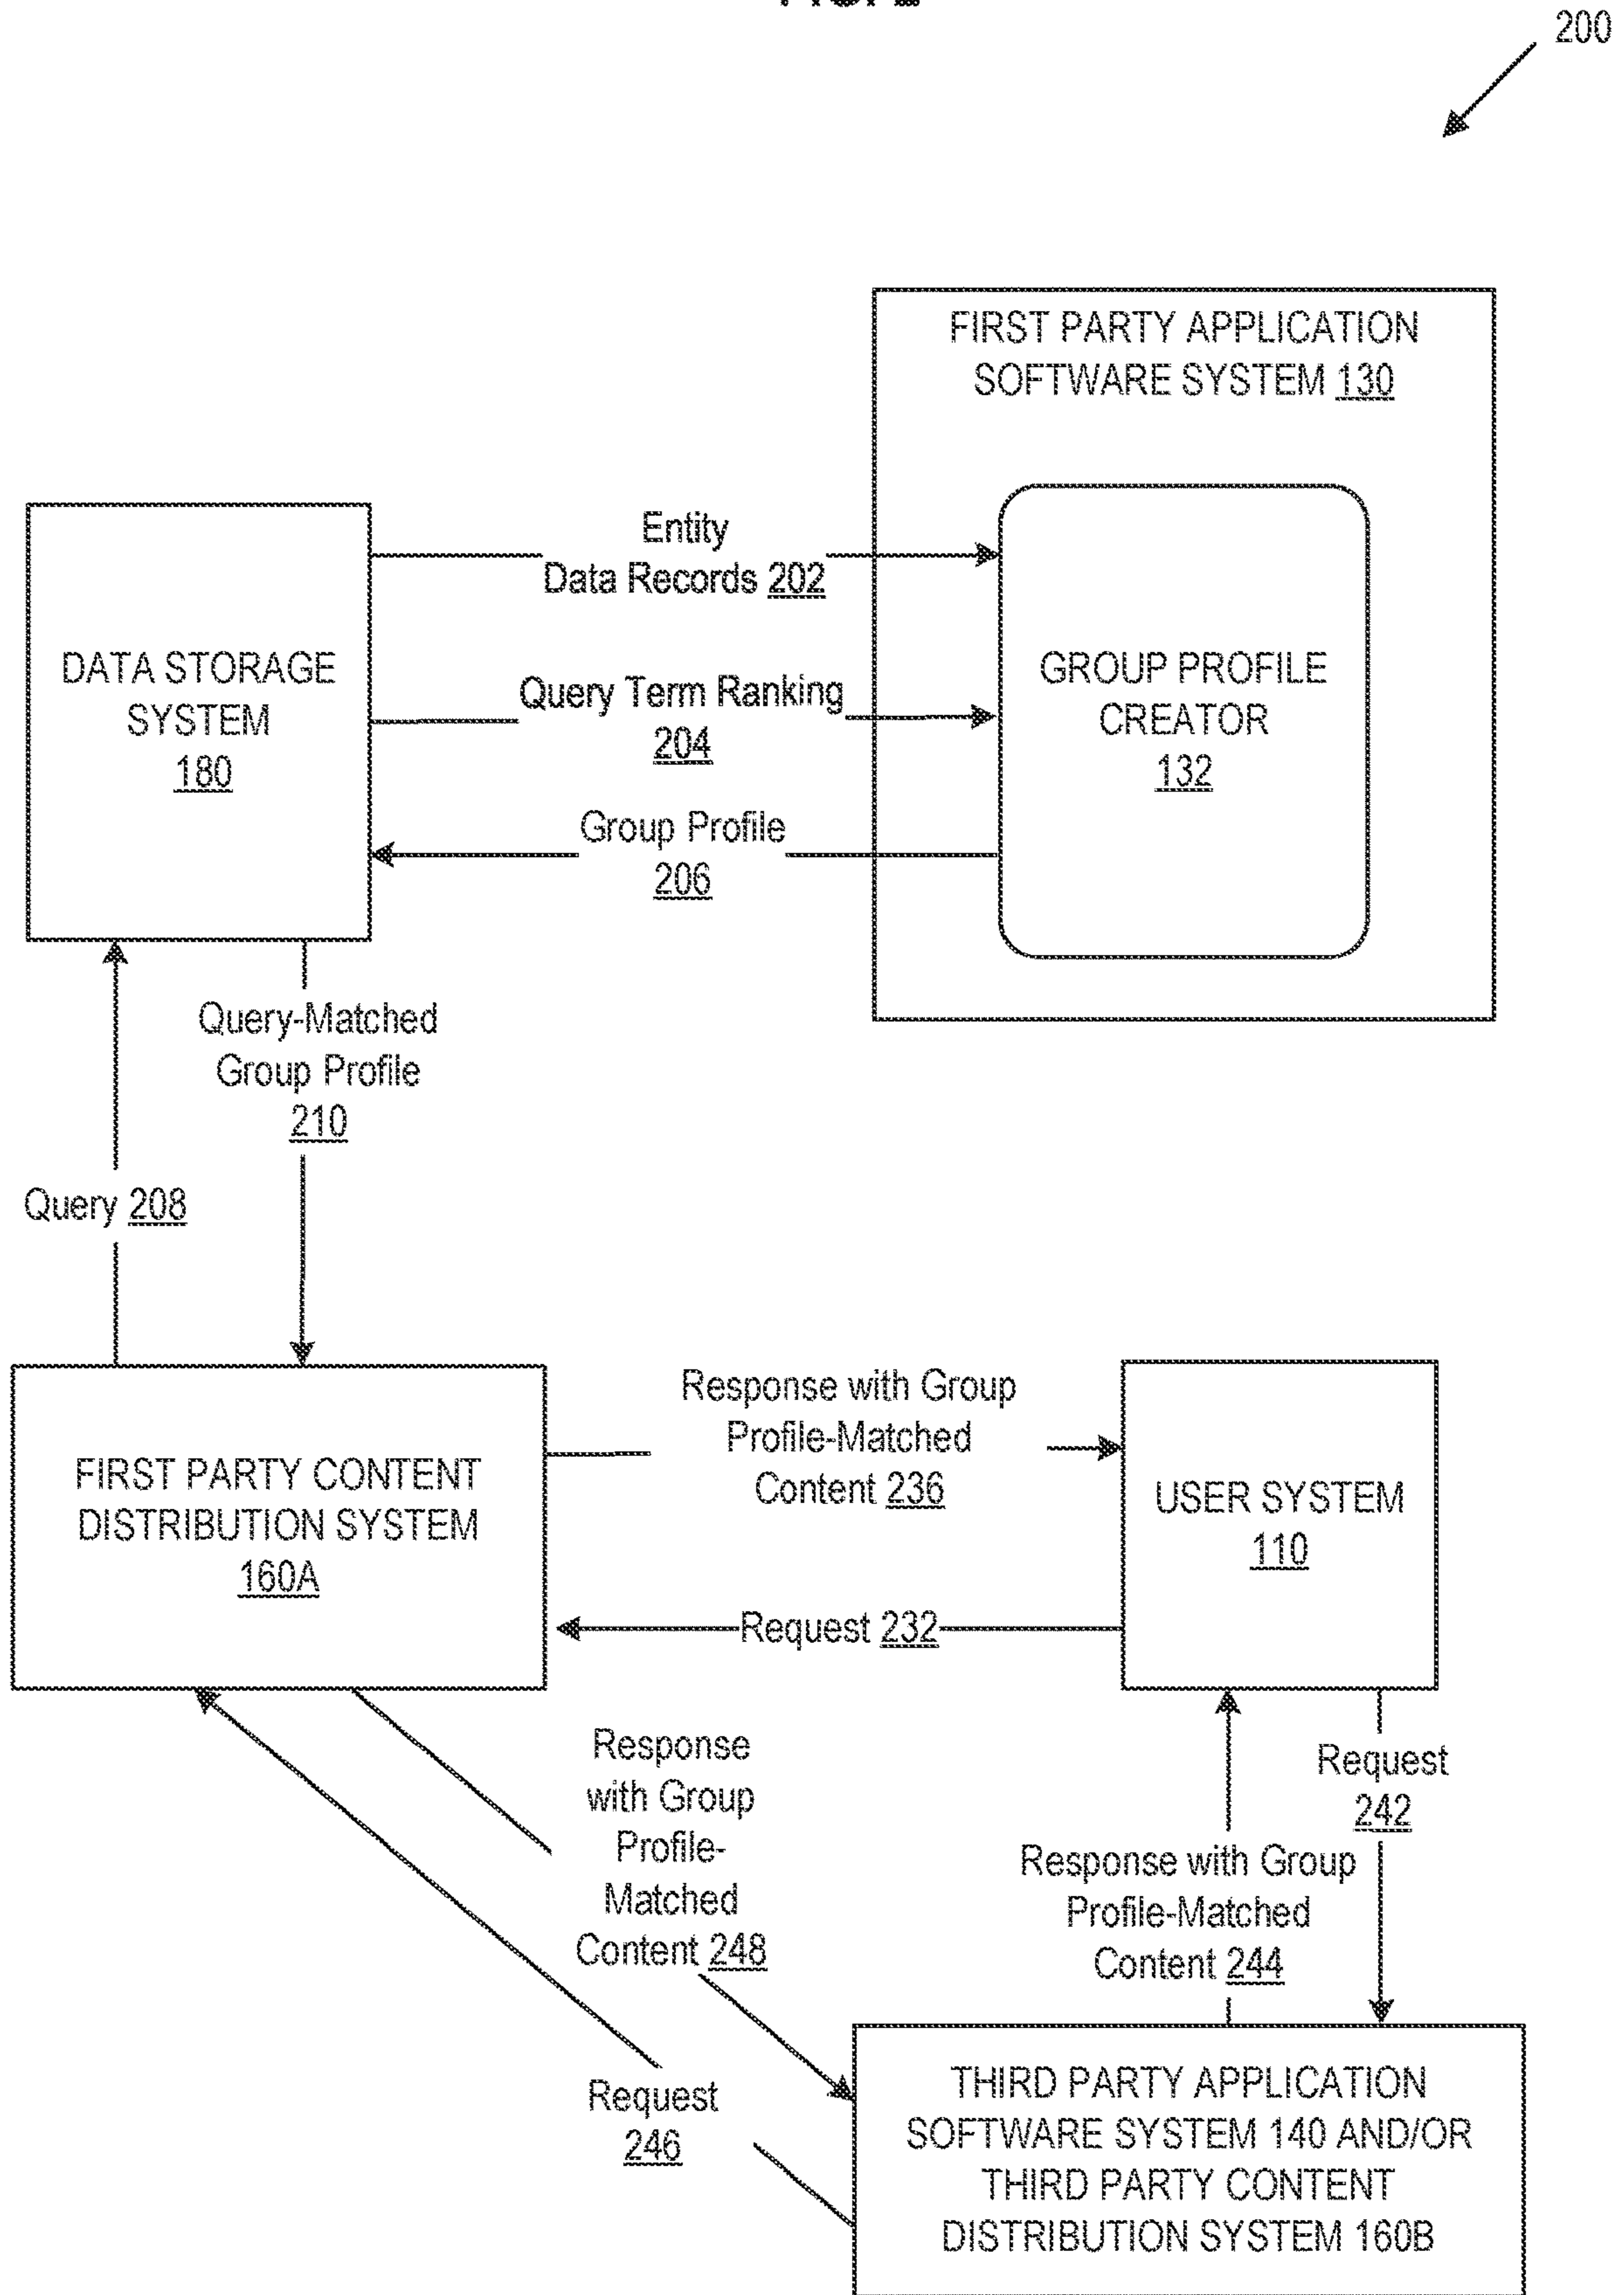 200
FIRST PARTY APPLICATION
SOFTWARE SYSTEM 130
Entity
Data Records 202
DATA STORAGE
SYSTEM
180
Query Term Ranking
204
GROUP PROFILE
CREATOR
132
Group Profile
206
Query-Matched
Group Profile
210
Query 208
Response with Group
Profile-Matched
Content 236
FIRST PARTY CONTENT
DISTRIBUTION SYSTEM
160A
USER SYSTEM
110
Request 232
Response
with Group
Profile-
Matched
Content 248
Request
242
Response with Group
Profile-Matched
Content 244
Request
246
THIRD PARTY APPLICATION
SOFTWARE SYSTEM 140 AND/OR
THIRD PARTY CONTENT
DISTRIBUTION SYSTEM 160B